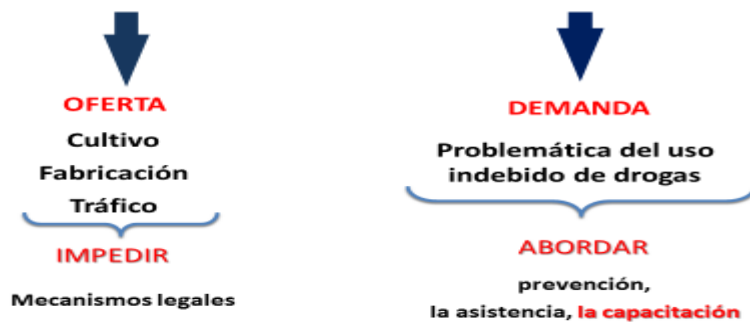 OFERTA
Cultivo
Fabricación
Tráfico
IMPEDIR
Mecanismos legales
DEMANDA
Problemática del uso
indebido de drogas
ABORDAR
prevención,
la asistencia, la capacitación